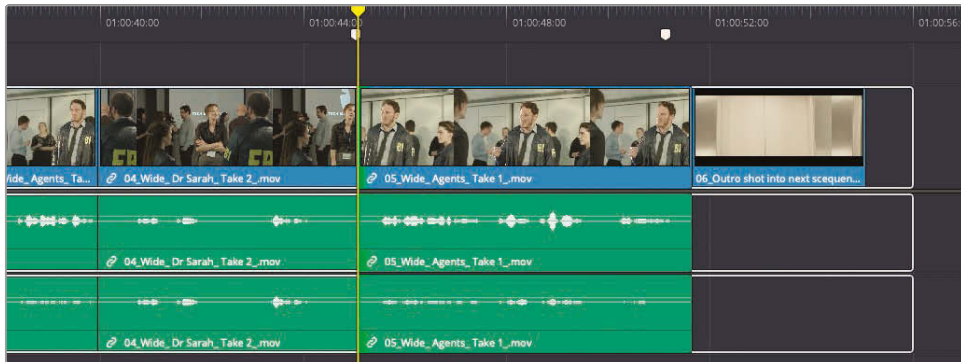 01:00:40:00
01:00:44:00
01:00:48:00
01:00:52:00
01:00:56:
Wide_ Agents_ Ta...
04_Wide_ Dr Sarah_ Take 2_.mov
05_Wide_ Agents_ Take 1_.mov
06_Outro shot into next scequen...
04_Wide_ Dr Sarah_ Take 2_.mov
05_Wide_ Agents_ Take 1_.mov
04_Wide_ Dr Sarah_ Take 2_.mov
05_Wide_ Agents_ Take 1_.mov